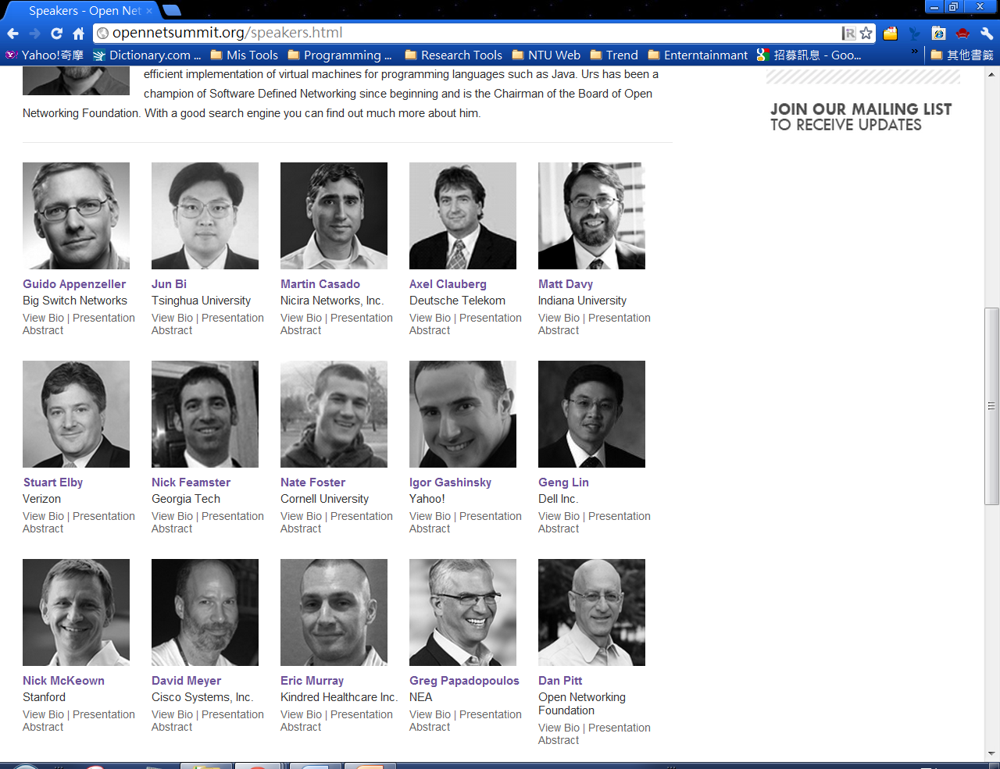 Speakers - Open Net
opennetsummit.org/speakers.html
Yahoo!奇摩 Dictionary.com ... Mis Tools Programming ... Research Tools NTU Web Trend Enterntainmant 招募訊息 - Goo... » 其他書籤
efficient implementation of virtual machines for programming languages such as Java. Urs has been a
champion of Software Defined Networking since beginning and is the Chairman of the Board of Open
Networking Foundation. With a good search engine you can find out much more about him.
JOIN OUR MAILING LIST
TO RECEIVE UPDATES
Guido Appenzeller
Big Switch Networks
View Bio | Presentation
Abstract
Jun Bi
Tsinghua University
View Bio | Presentation
Abstract
Martin Casado
Nicira Networks, Inc.
View Bio | Presentation
Abstract
Axel Clauberg
Deutsche Telekom
View Bio | Presentation
Abstract
Matt Davy
Indiana University
View Bio | Presentation
Abstract
Stuart Elby
Verizon
View Bio | Presentation
Abstract
Nick Feamster
Georgia Tech
View Bio | Presentation
Abstract
Nate Foster
Cornell University
View Bio | Presentation
Abstract
Igor Gashinsky
Yahoo!
View Bio | Presentation
Abstract
Geng Lin
Dell Inc.
View Bio | Presentation
Abstract
Nick McKeown
Stanford
View Bio | Presentation
Abstract
David Meyer
Cisco Systems, Inc.
View Bio | Presentation
Abstract
Eric Murray
Kindred Healthcare Inc.
View Bio | Presentation
Abstract
Greg Papadopoulos
NEA
View Bio | Presentation
Abstract
Dan Pitt
Open Networking
Foundation
View Bio | Presentation
Abstract